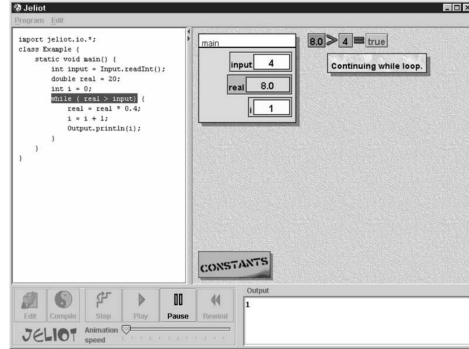 Jeliot
Program Edit
import jeliot.io.*;
class Example {
static void main() {
int input = Input.readInt();
double real = 20;
int i = 0;
while ( real > input) {
real = real * 0.4;
i = i + 1;
Output.println(i);
}
}
}
main
input 4
real 8.0
i 1
8.0 > 4 = true
Continuing while loop.
CONSTANTS
Edit Compile Step Play Pause Rewind
JELIOT Animation speed
Output
1